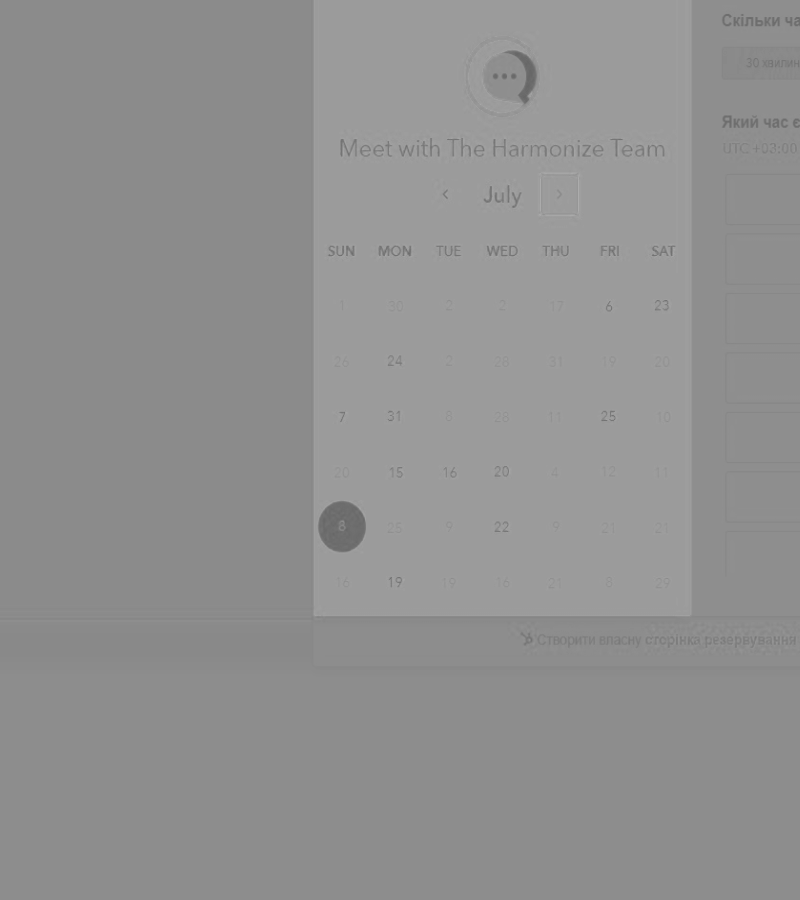 Meet with The Harmonize Team
July
SUN MON TUE WED THU FRI SAT
1 30 2 2 17 6 23
26 24 2 28 31 19 20
7 31 8 28 11 25 10
20 15 16 20 4 12 11
8 25 9 22 9 21 21
16 19 19 16 21 8 29
Скільки ча
30 хвилин
Який час є
UTC +03:00
Створити власну сторінка резервування